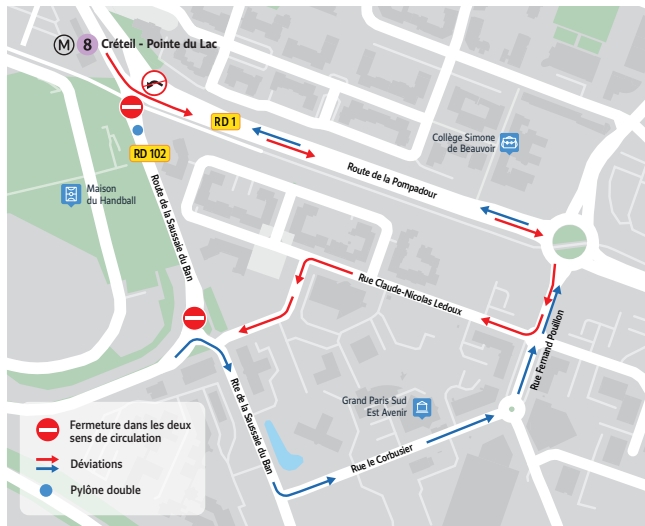 M 8 Créteil - Pointe du Lac
RD 1
RD 102
Collège Simone
de Beauvoir
Route de la Pompadour
Maison
du Handball
Route de la Saussaie du Ban
Rue Claude-Nicolas Ledoux
Rue Fernand Pouillon
Grand Paris Sud
Est Avenir
Rte de la Saussaie du Ban
Rue le Corbusier
Fermeture dans les deux
sens de circulation
Déviations
Pylône double